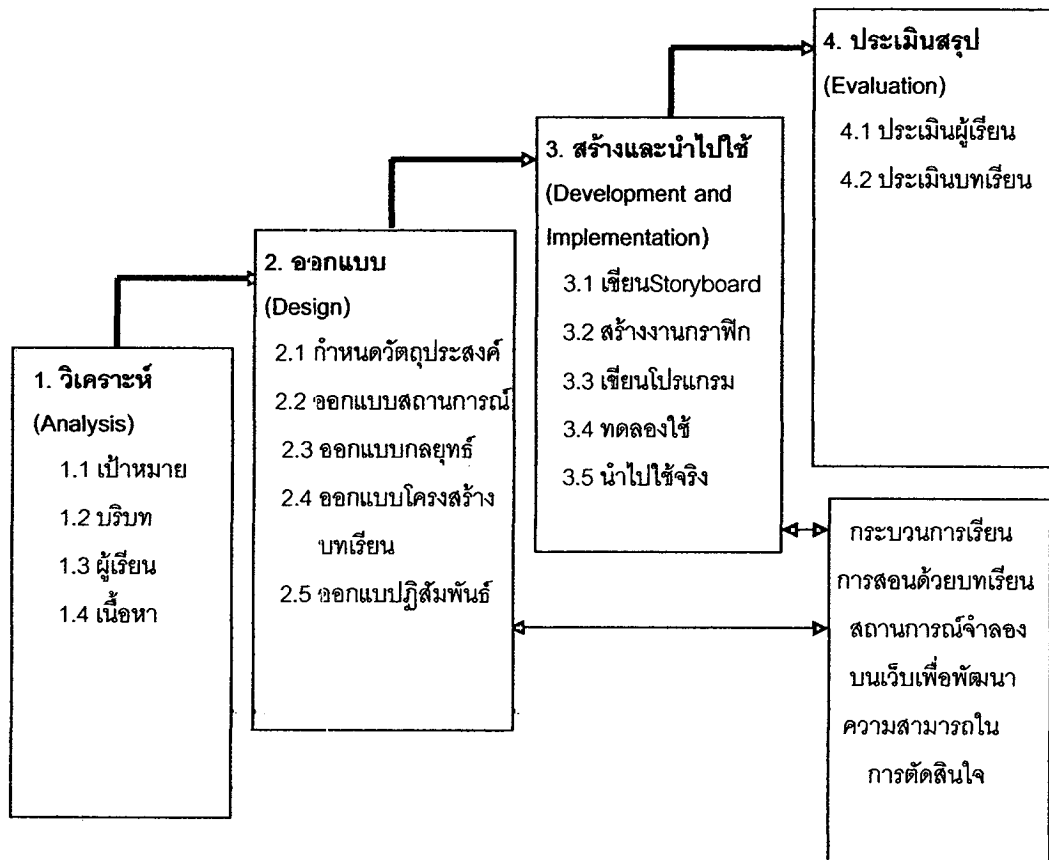 1. วิเคราะห์
(Analysis)
1.1 เป้าหมาย
1.2 บริบท
1.3 ผู้เรียน
1.4 เนื้อหา
2. ออกแบบ
(Design)
2.1 กำหนดวัตถุประสงค์
2.2 ออกแบบสถานการณ์
2.3 ออกแบบกลยุทธ์
2.4 ออกแบบโครงสร้าง
บทเรียน
2.5 ออกแบบปฏิสัมพันธ์
3. สร้างและนำไปใช้
(Development and
Implementation)
3.1 เขียนStoryboard
3.2 สร้างงานกราฟิก
3.3 เขียนโปรแกรม
3.4 ทดลองใช้
3.5 นำไปใช้จริง
4. ประเมินสรุป
(Evaluation)
4.1 ประเมินผู้เรียน
4.2 ประเมินบทเรียน
กระบวนการเรียน
การสอนด้วยบทเรียน
สถานการณ์จำลอง
บนเว็บเพื่อพัฒนา
ความสามารถใน
การตัดสินใจ